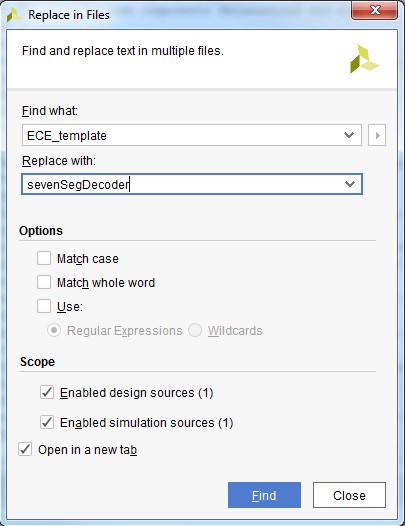 Replace in Files
Find and replace text in multiple files.
Find what:
ECE_template
Replace with:
sevenSegDecoder
Options
Match case
Match whole word
Use:
Regular Expressions Wildcards
Scope
Enabled design sources (1)
Enabled simulation sources (1)
Open in a new tab
Find Close